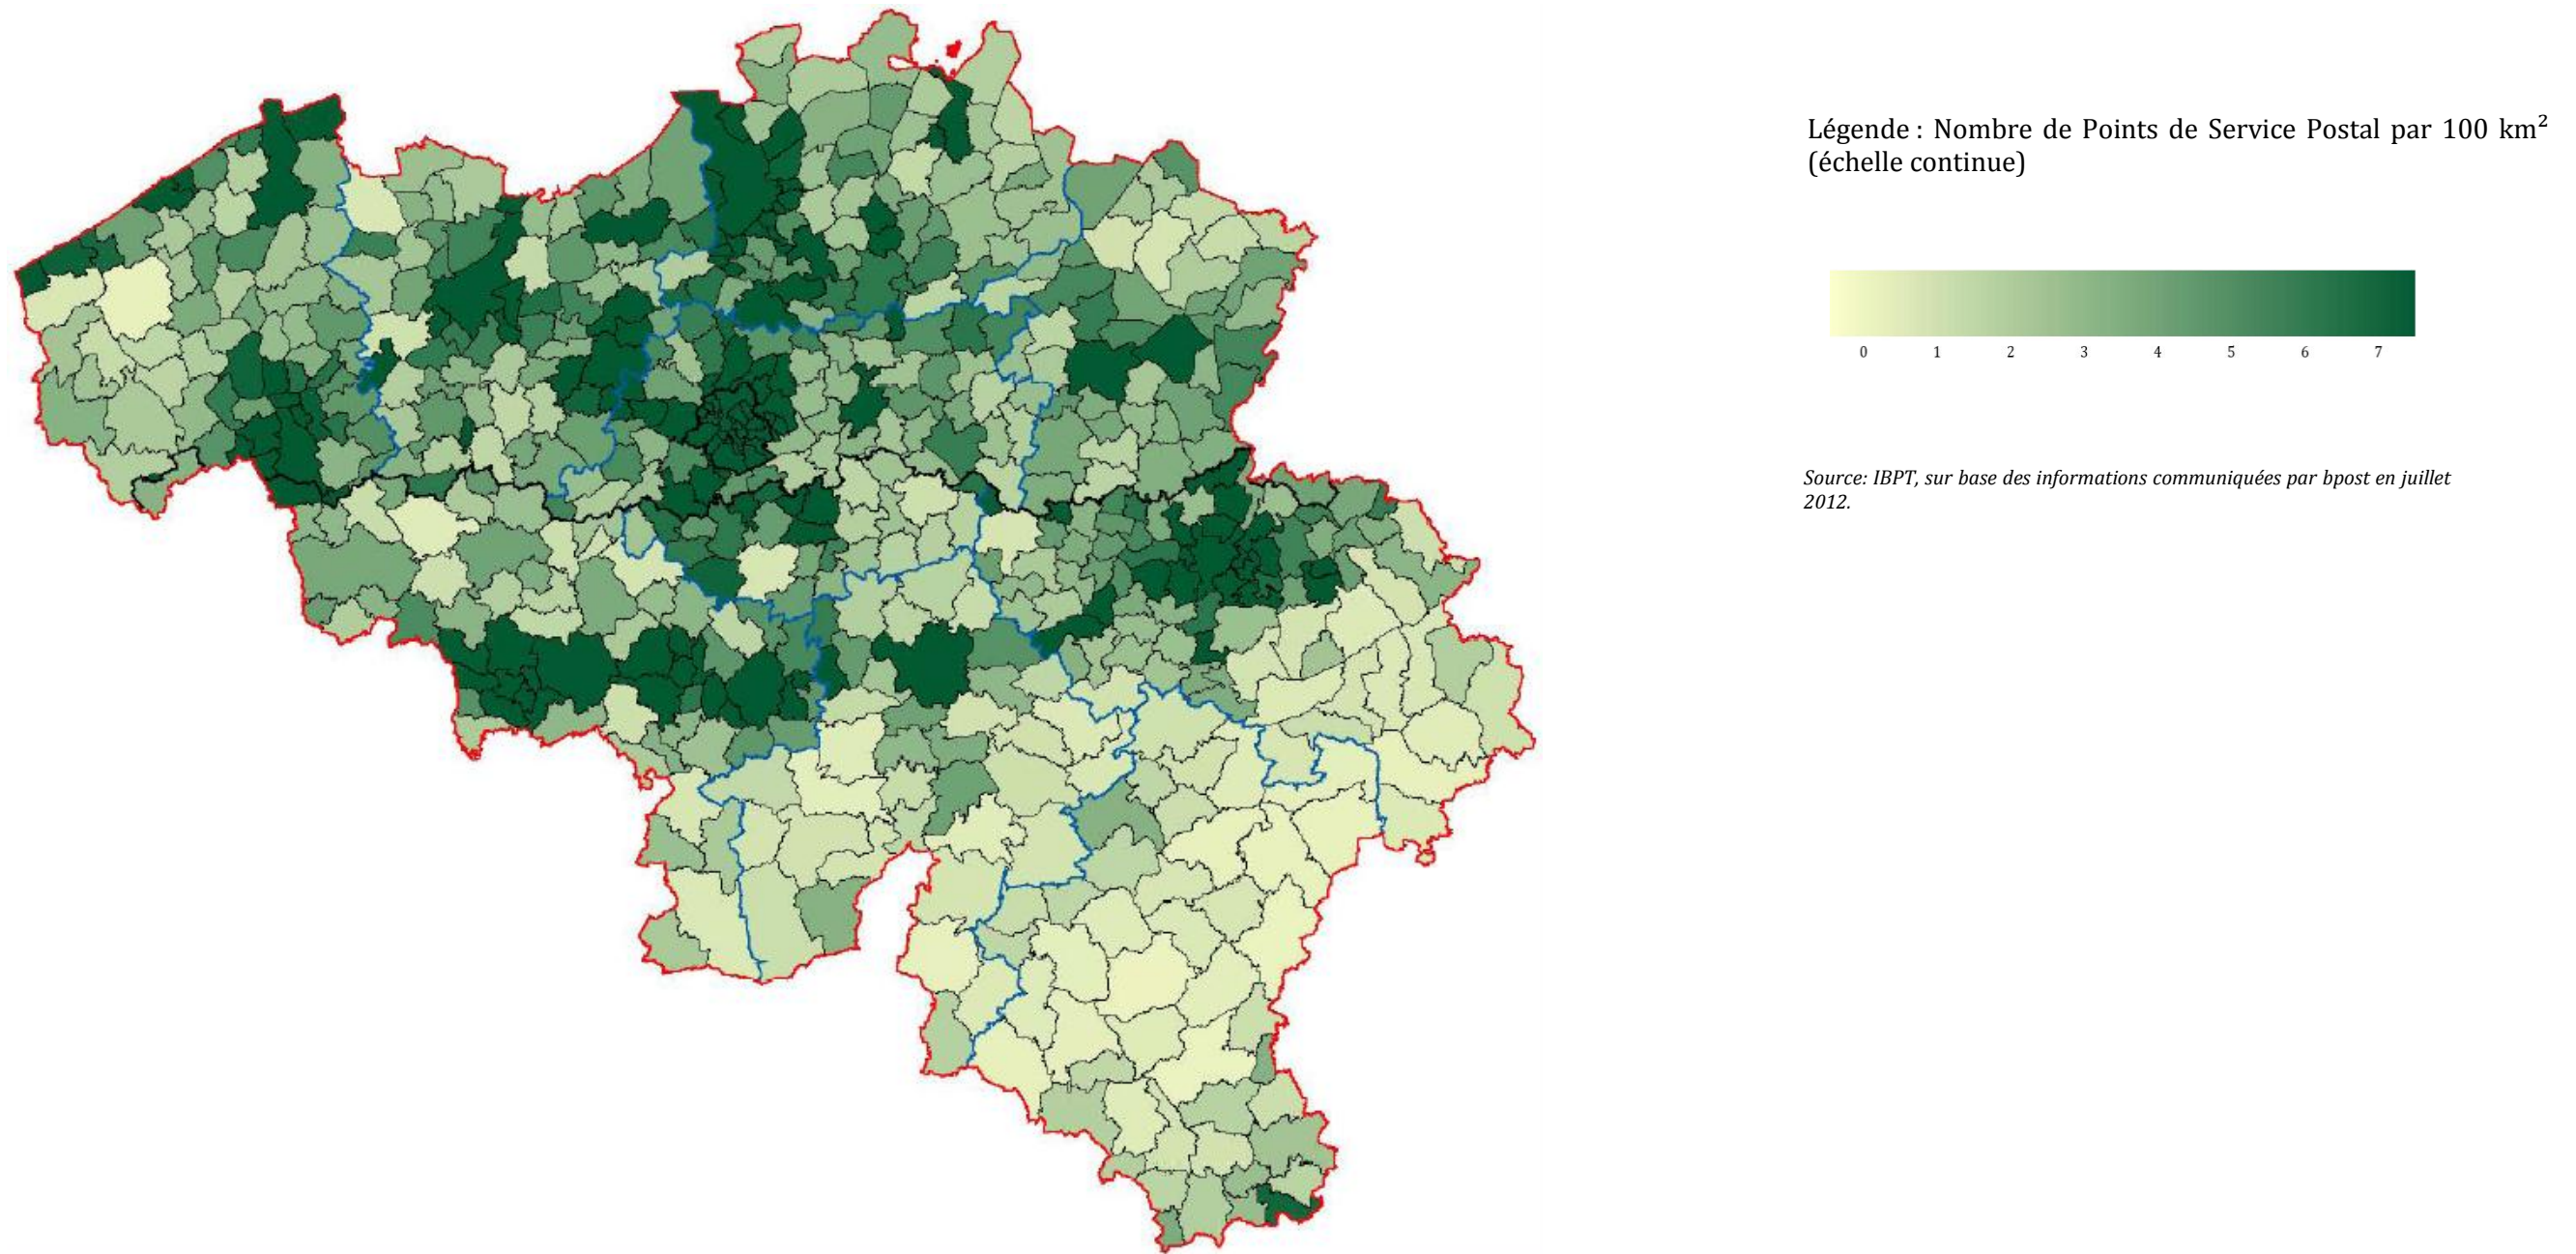 Légende : Nombre de Points de Service Postal par 100 km²
(échelle continue)
0 1 2 3 4 5 6 7
Source: IBPT, sur base des informations communiquées par bpost en juillet
2012.